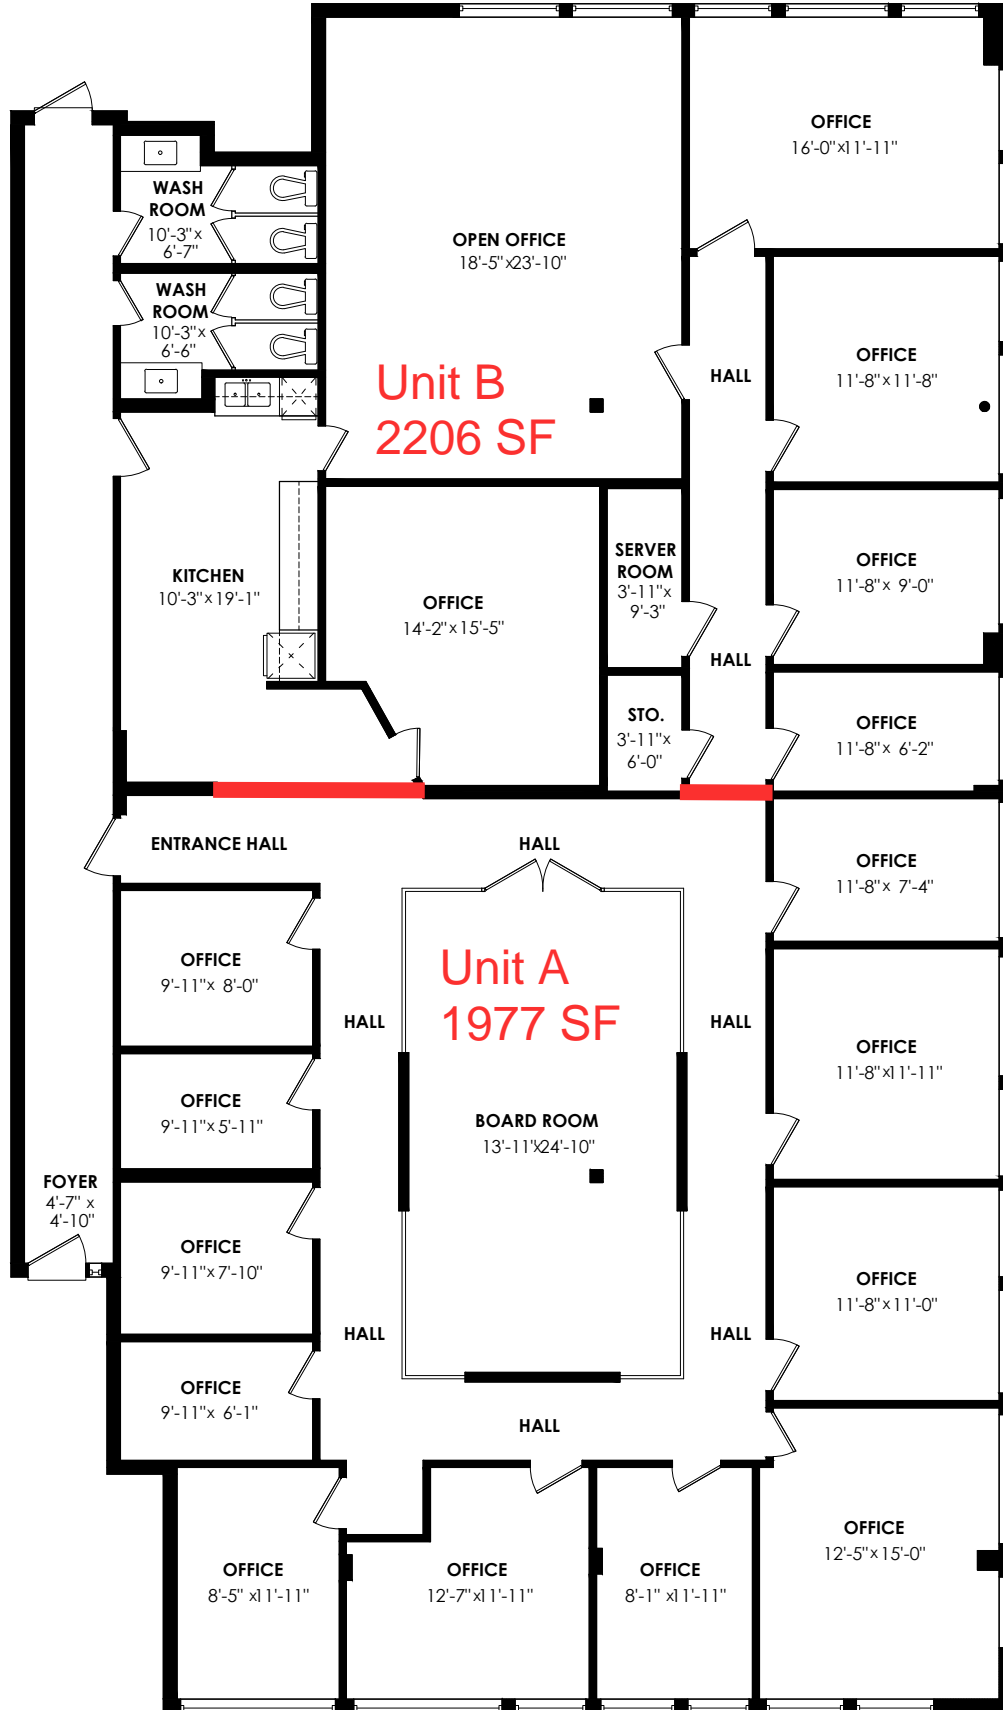 OFFICE
16'-0"x11'-11"
WASH
ROOM
10'-3"x
6'-7"
OPEN OFFICE
18'-5"x23'-10"
WASH
ROOM
10'-3"x
6'-6"
HALL
OFFICE
11'-8"x11'-8"
Unit B
2206 SF
KITCHEN
10'-3"x19'-1"
OFFICE
14'-2"x15'-5"
SERVER
ROOM
3'-11"x
9'-3"
OFFICE
11'-8"x 9'-0"
HALL
STO.
3'-11"x
6'-0"
OFFICE
11'-8"x 6'-2"
ENTRANCE HALL
HALL
OFFICE
11'-8"x 7'-4"
OFFICE
9'-11"x 8'-0"
Unit A
1977 SF
HALL
HALL
OFFICE
11'-8"x11'-11"
OFFICE
9'-11"x5'-11"
BOARD ROOM
13'-11"x24'-10"
FOYER
4'-7" x
4'-10"
OFFICE
9'-11"x7'-10"
OFFICE
11'-8"x11'-0"
HALL
HALL
OFFICE
9'-11"x 6'-1"
HALL
OFFICE
12'-5"x15'-0"
OFFICE
8'-5" x11'-11"
OFFICE
12'-7"x11'-11"
OFFICE
8'-1" x11'-11"